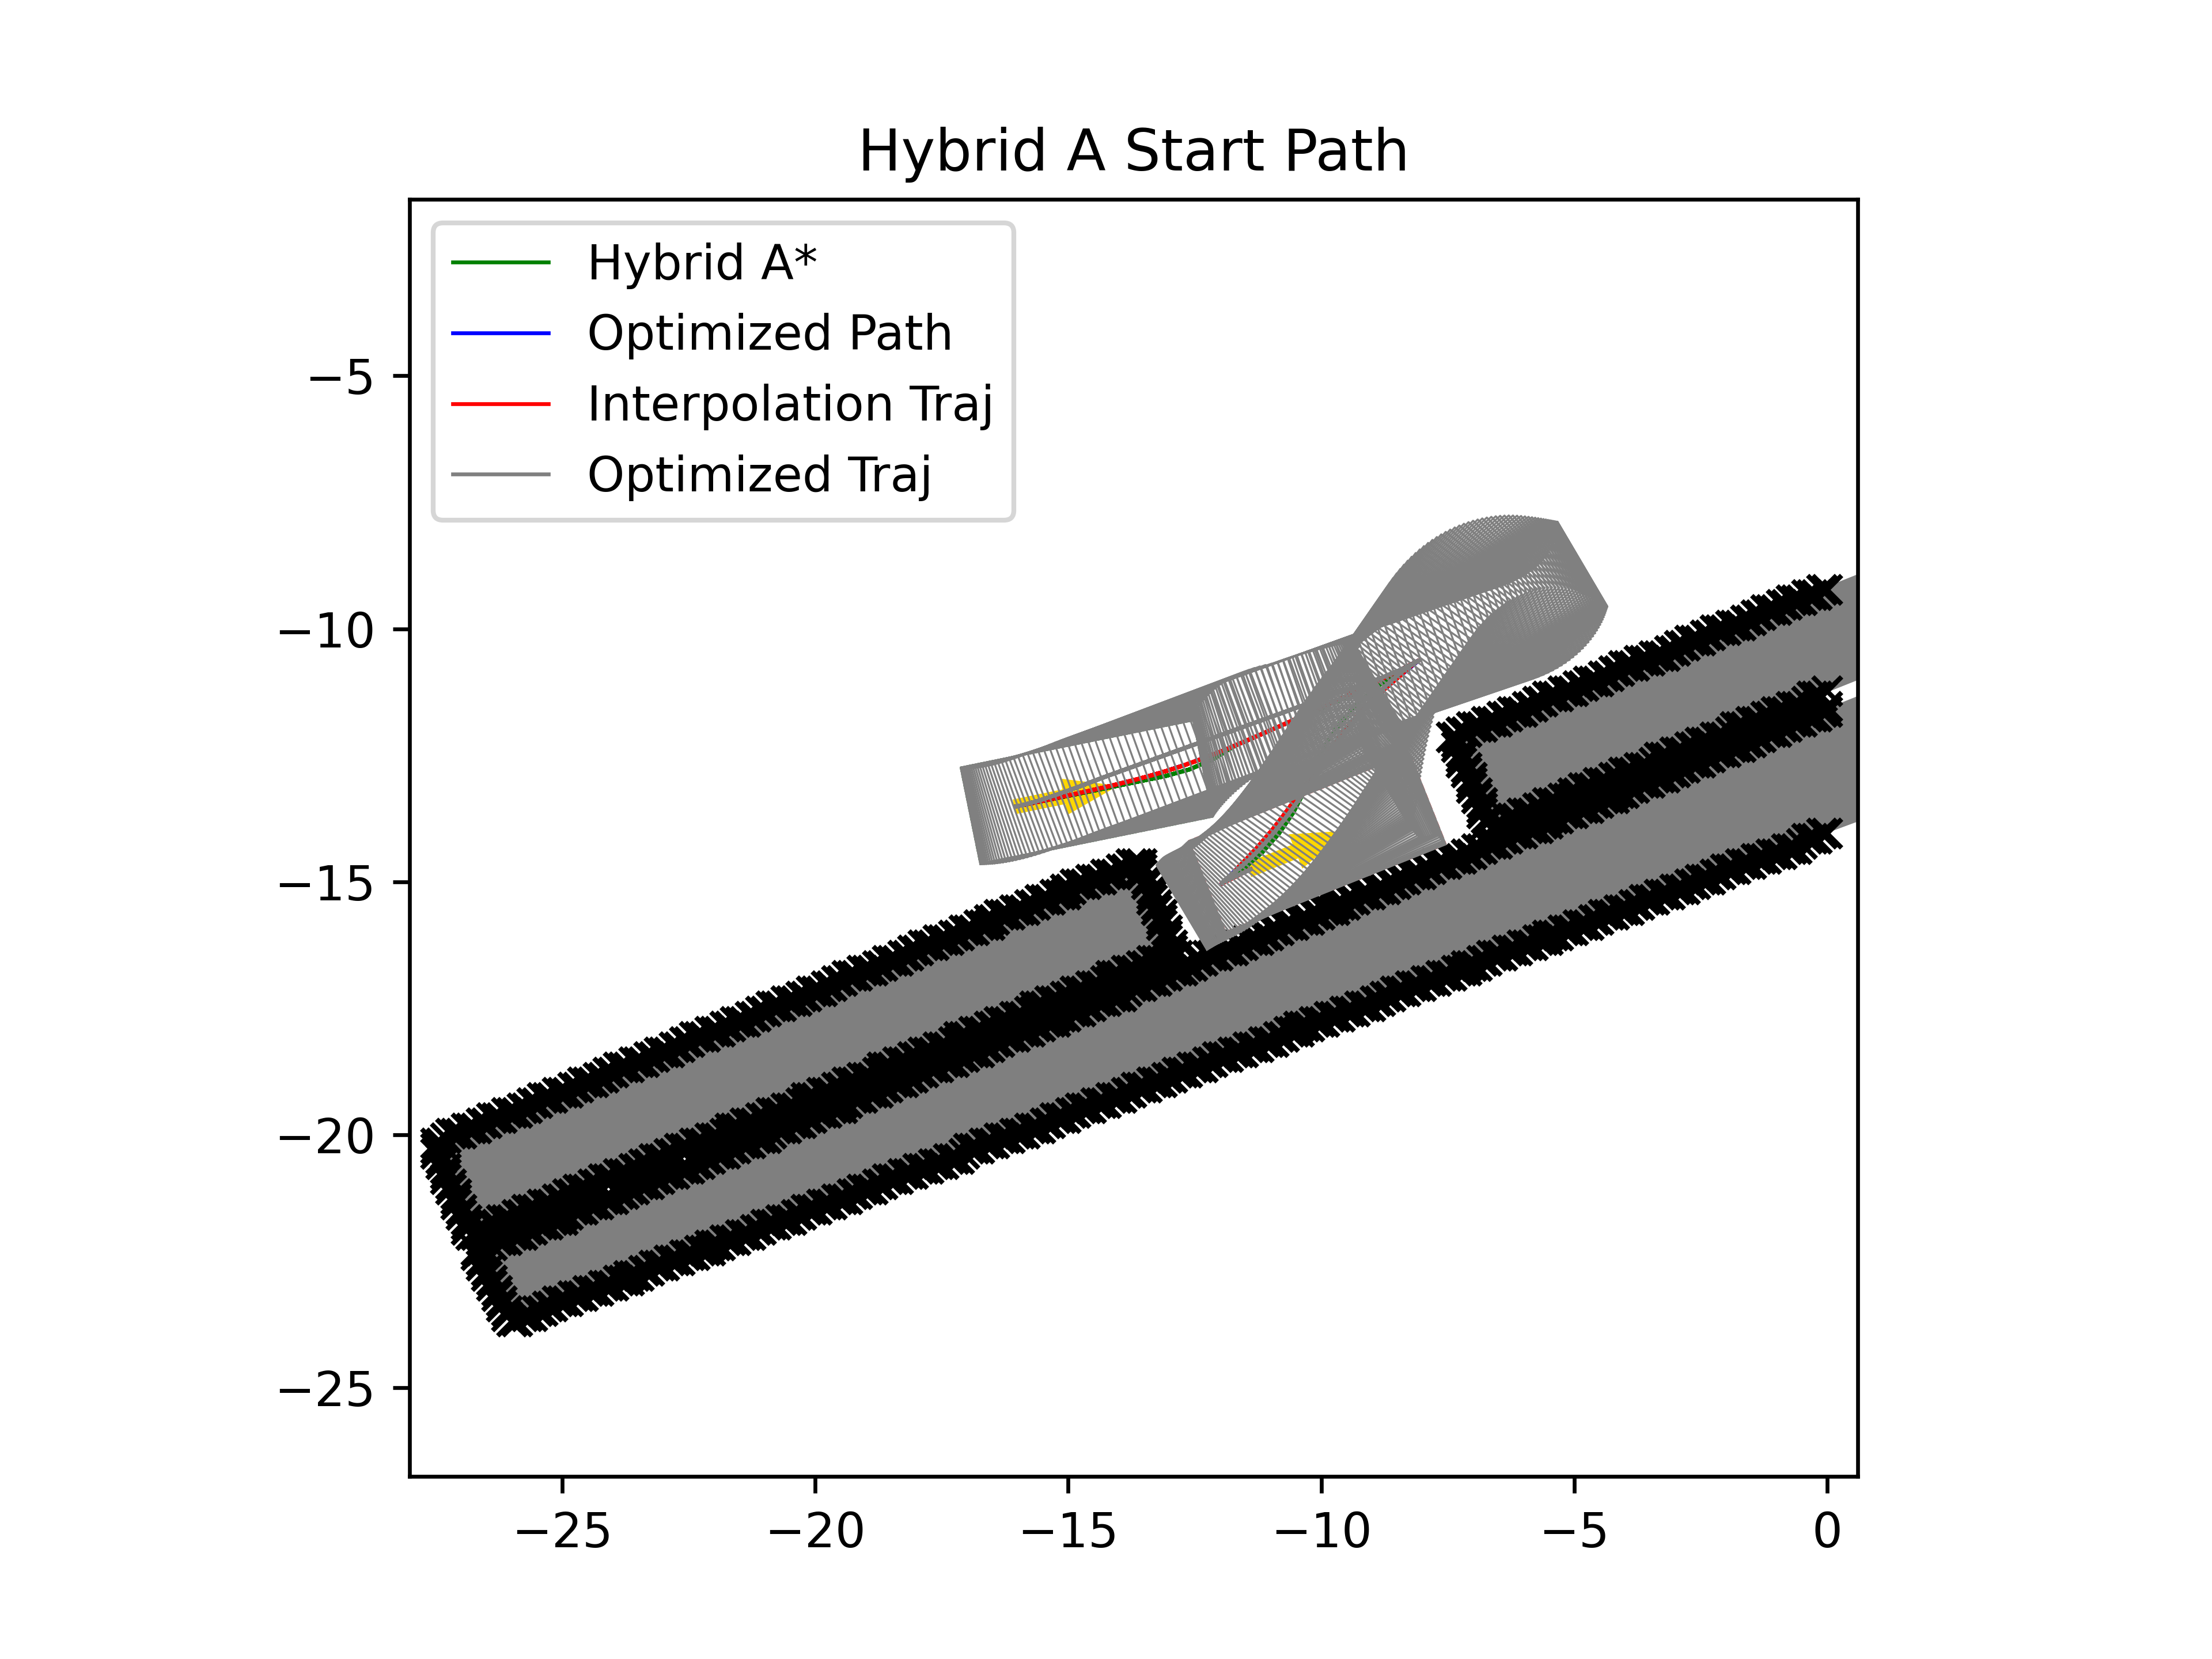 Hybrid A Start Path
Hybrid A*
Optimized Path
Interpolation Traj
Optimized Traj
−5
−10
−15
−20
−25
−25 −20 −15 −10 −5 0